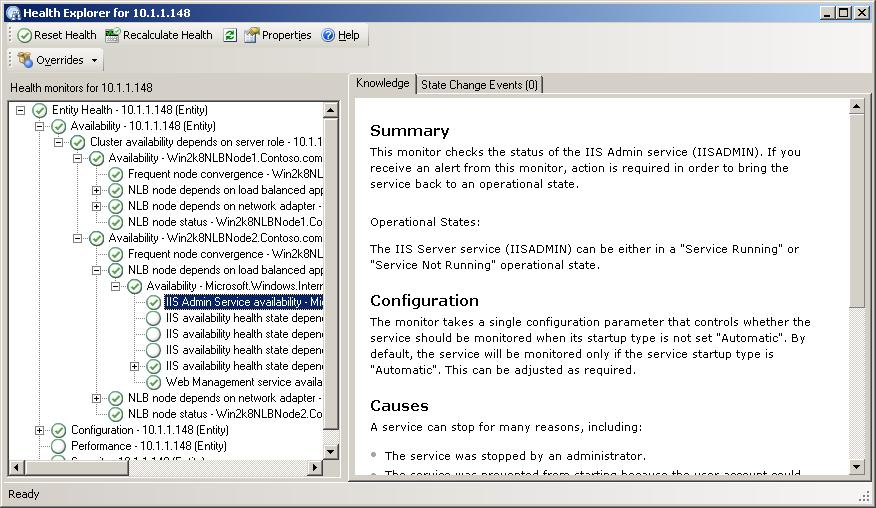 Health Explorer for 10.1.1.148
Reset Health Recalculate Health Properties Help
Overrides
Health monitors for 10.1.1.148
Entity Health - 10.1.1.148 (Entity)
Availability - 10.1.1.148 (Entity)
Cluster availability depends on server role - 10.1.1
Availability - Win2k8NLBNode1.Contoso.com
Frequent node convergence - Win2k8NL
NLB node depends on load balanced app
NLB node depends on network adapter -
NLB node status - Win2k8NLBNode1.Co
Availability - Win2k8NLBNode2.Contoso.com
Frequent node convergence - Win2k8NL
NLB node depends on load balanced app
Availability - Microsoft.Windows.Intern
IIS Admin Service availability - Mi
IIS availability health state depen
IIS availability health state depen
IIS availability health state depen
IIS availability health state depen
Web Management service availa
NLB node depends on network adapter -
NLB node status - Win2k8NLBNode2.Co
Configuration - 10.1.1.148 (Entity)
Performance - 10.1.1.148 (Entity)
Knowledge State Change Events (0)
Summary
This monitor checks the status of the IIS Admin service (IISADMIN). If you
receive an alert from this monitor, action is required in order to bring the
service back to an operational state.
Operational States:
The IIS Server service (IISADMIN) can be either in a "Service Running" or
"Service Not Running" operational state.
Configuration
The monitor takes a single configuration parameter that controls whether the
service should be monitored when its startup type is not set "Automatic". By
default, the service will be monitored only if the service startup type is
"Automatic". This can be adjusted as required.
Causes
A service can stop for many reasons, including:
The service was stopped by an administrator.
The service was prevented from starting because the user account could
Ready